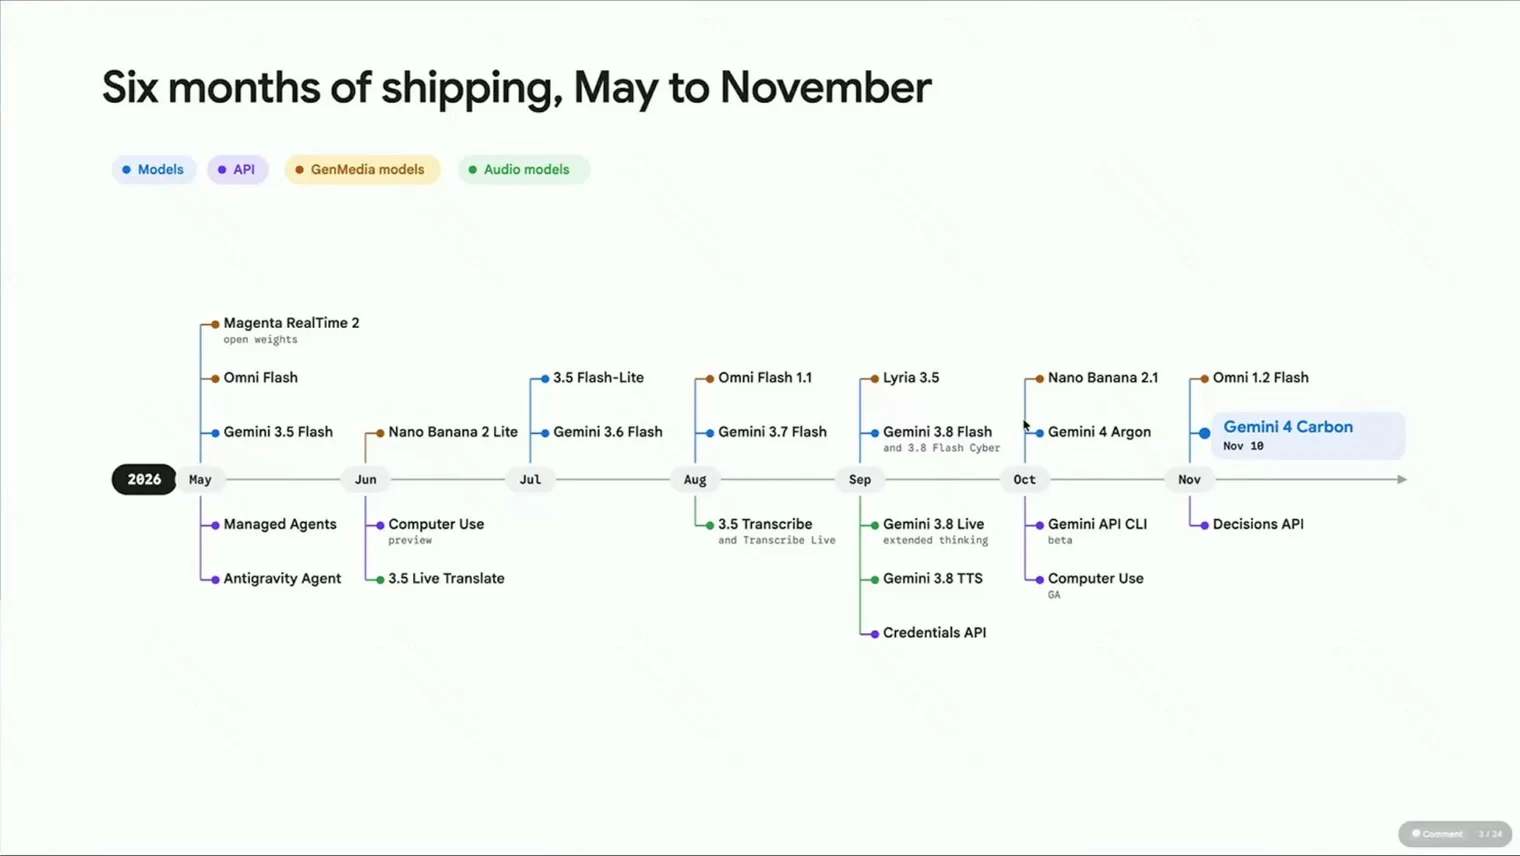 Six months of shipping, May to November
Models
API
GenMedia models
Audio models
Magenta RealTime 2
open weights
Omni Flash
3.5 Flash-Lite
Omni Flash 1.1
Lyria 3.5
Nano Banana 2.1
Omni 1.2 Flash
Gemini 3.5 Flash
Nano Banana 2 Lite
Gemini 3.6 Flash
Gemini 3.7 Flash
Gemini 3.8 Flash
and 3.8 Flash Cyber
Gemini 4 Argon
Gemini 4 Carbon
Nov 10
2026
May
Jun
Jul
Aug
Sep
Oct
Nov
Managed Agents
Computer Use
preview
3.5 Transcribe
and Transcribe Live
Gemini 3.8 Live
extended thinking
Gemini API CLI
beta
Decisions API
Antigravity Agent
3.5 Live Translate
Gemini 3.8 TTS
Computer Use
GA
Credentials API
Comment
3 / 24